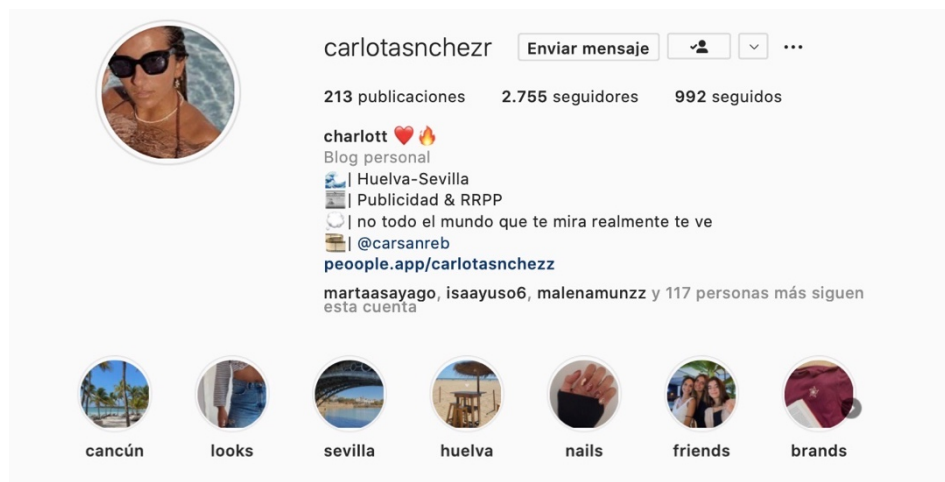 carlotasnchezr Enviar mensaje
213 publicaciones 2.755 seguidores 992 seguidos
charlott ❤️🔥
Blog personal
| Huelva-Sevilla
| Publicidad & RRPP
| no todo el mundo que te mira realmente te ve
| @carsanreb
peoople.app/carlotasnchezz
martaasayago, isaayuso6, malenamunzz y 117 personas más siguen
esta cuenta
cancún looks sevilla huelva nails friends brands